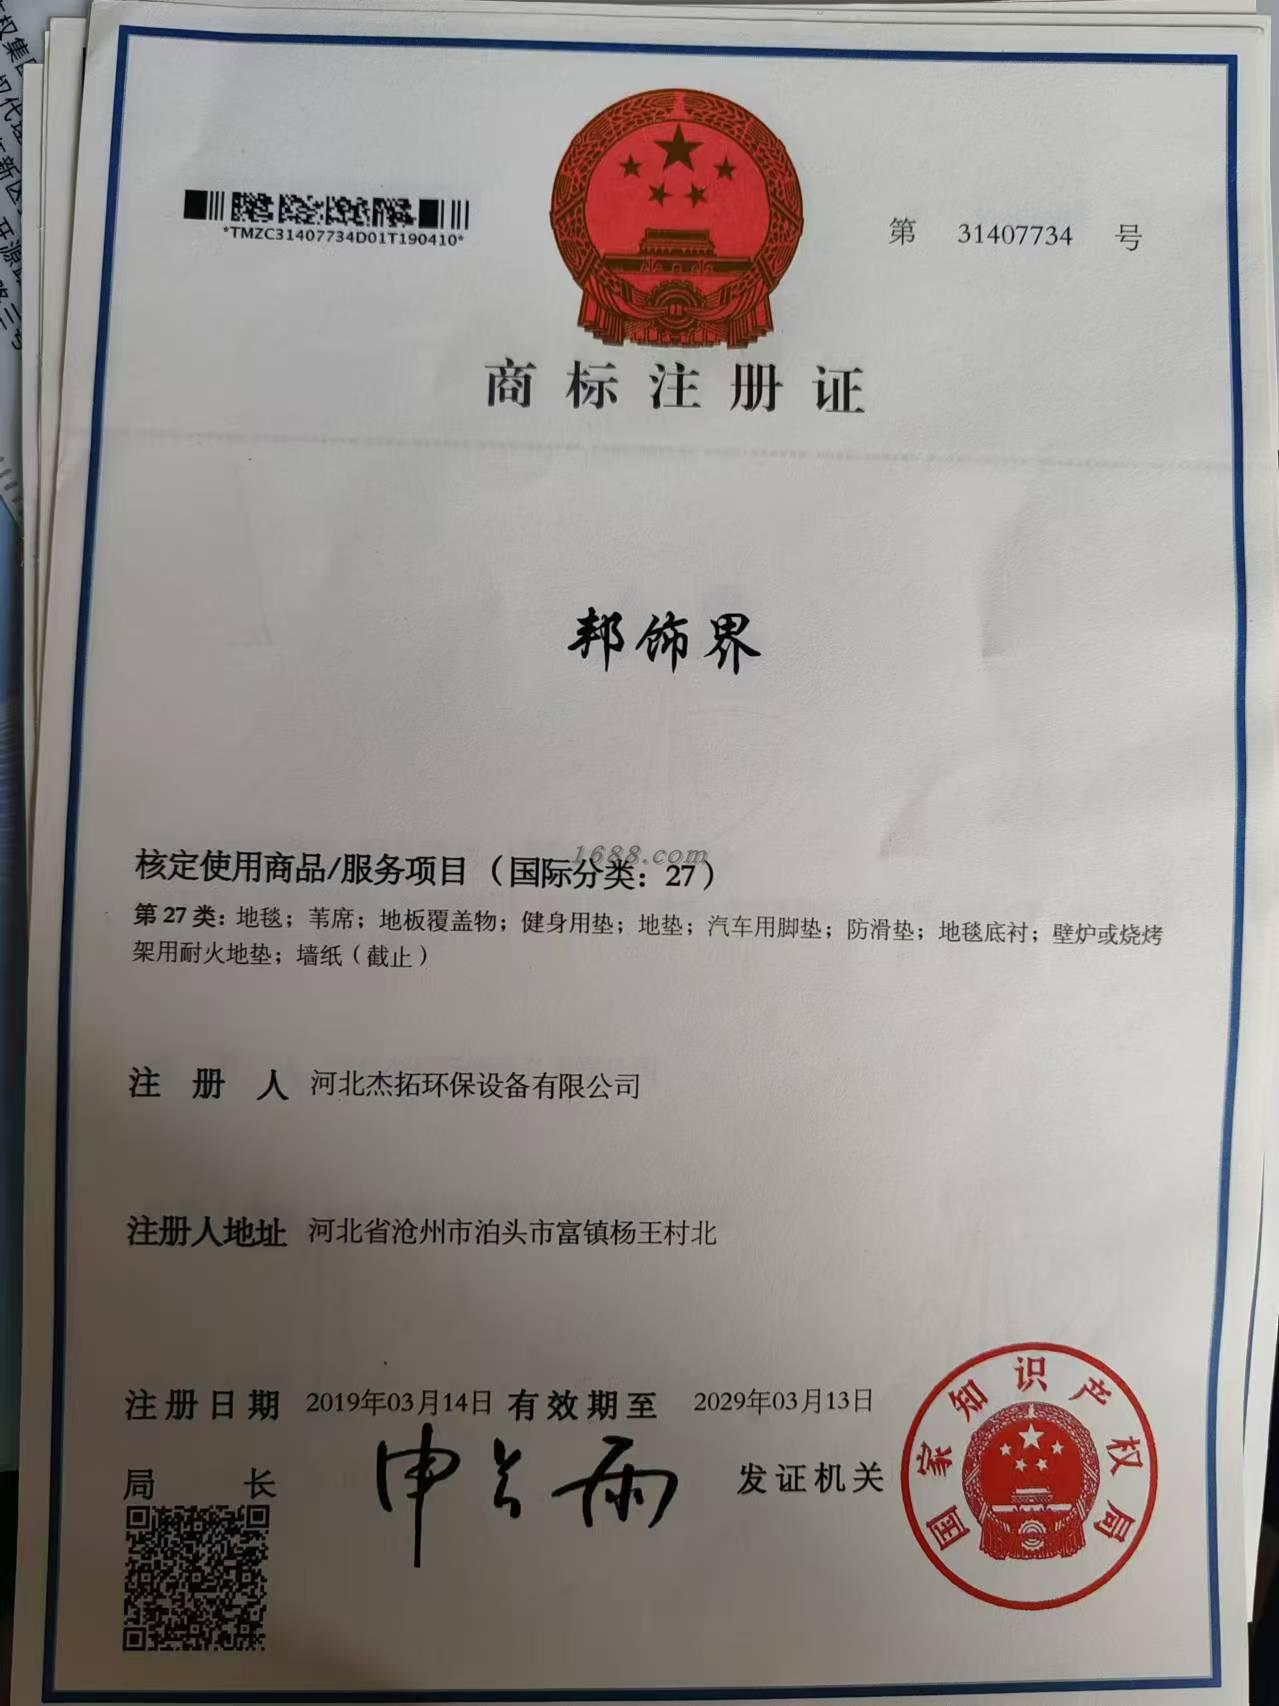 *TMZC31407734D01T190410*
第 31407734 号
商标注册证
邦饰界
1688.com
核定使用商品/服务项目（国际分类：27）
第27类：地毯；苇席；地板覆盖物；健身用垫；地垫；汽车用脚垫；防滑垫；地毯底衬；壁炉或烧烤
架用耐火地垫；墙纸（截止）
注册人 河北杰拓环保设备有限公司
注册人地址 河北省沧州市泊头市富镇杨王村北
注册日期 2019年03月14日 有效期至 2029年03月13日
局长 申长雨 发证机关
国家知识产权局